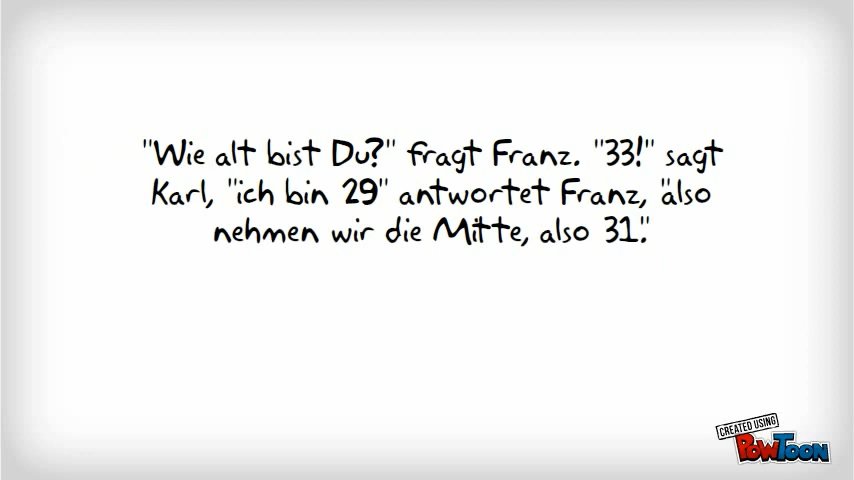 "Wie alt bist Du?" fragt Franz. "33!" sagt
Karl, "ich bin 29" antwortet Franz, "also
nehmen wir die Mitte, also 31."
CREATED USING
POWTOON